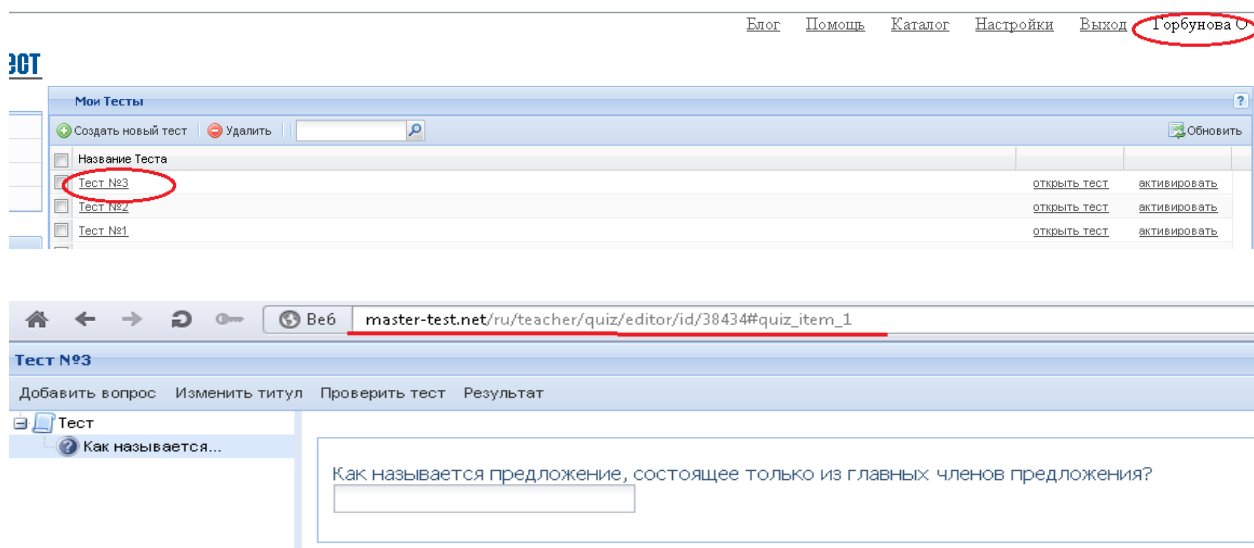 Блог Помощь Каталог Настройки Выход Горбунова О
ест
Мои Тесты ?
Создать новый тест Удалить Обновить
Название Теста
Тест №3 открыть тест активировать
Тест №2 открыть тест активировать
Тест №1 открыть тест активировать
Веб master-test.net/ru/teacher/quiz/editor/id/38434#quiz_item_1
Тест №3
Добавить вопрос Изменить титул Проверить тест Результат
Тест
Как называется...
Как называется предложение, состоящее только из главных членов предложения?